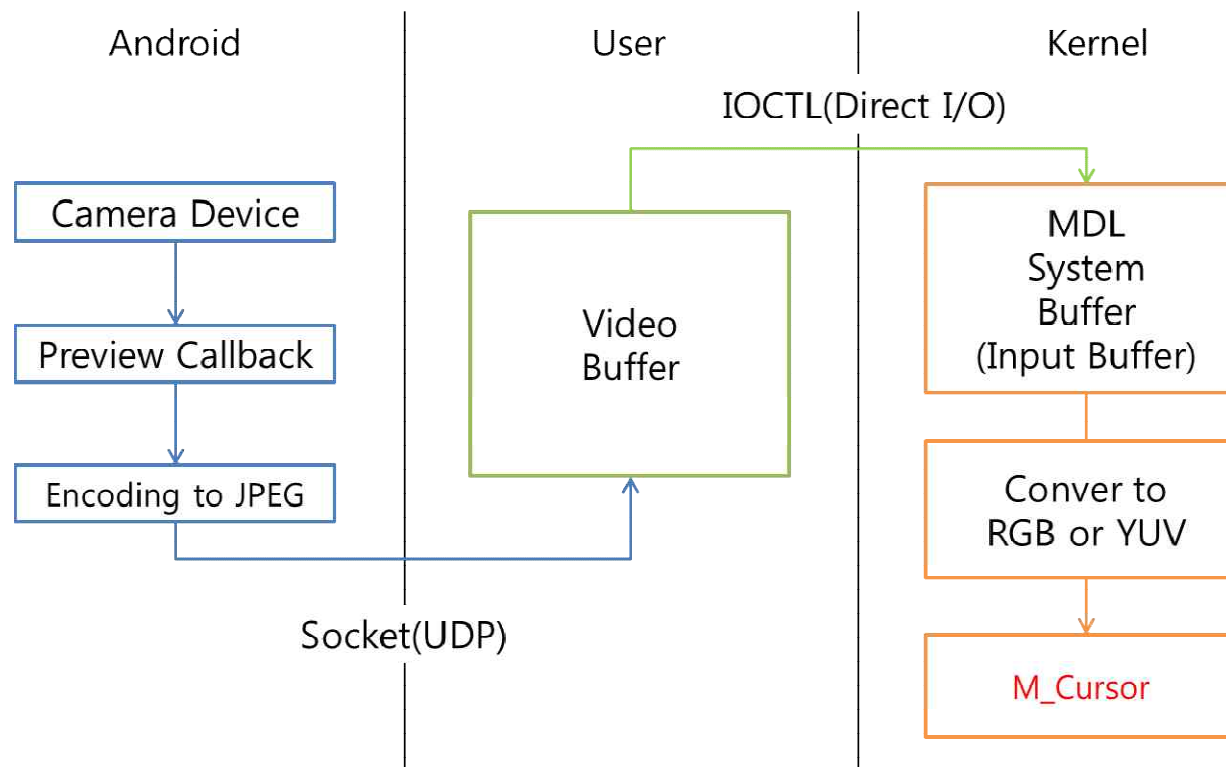 Android
User
Kernel
IOCTL(Direct I/O)
Camera Device
Preview Callback
Encoding to JPEG
Socket(UDP)
Video
Buffer
MDL
System
Buffer
(Input Buffer)
Conver to
RGB or YUV
M_Cursor